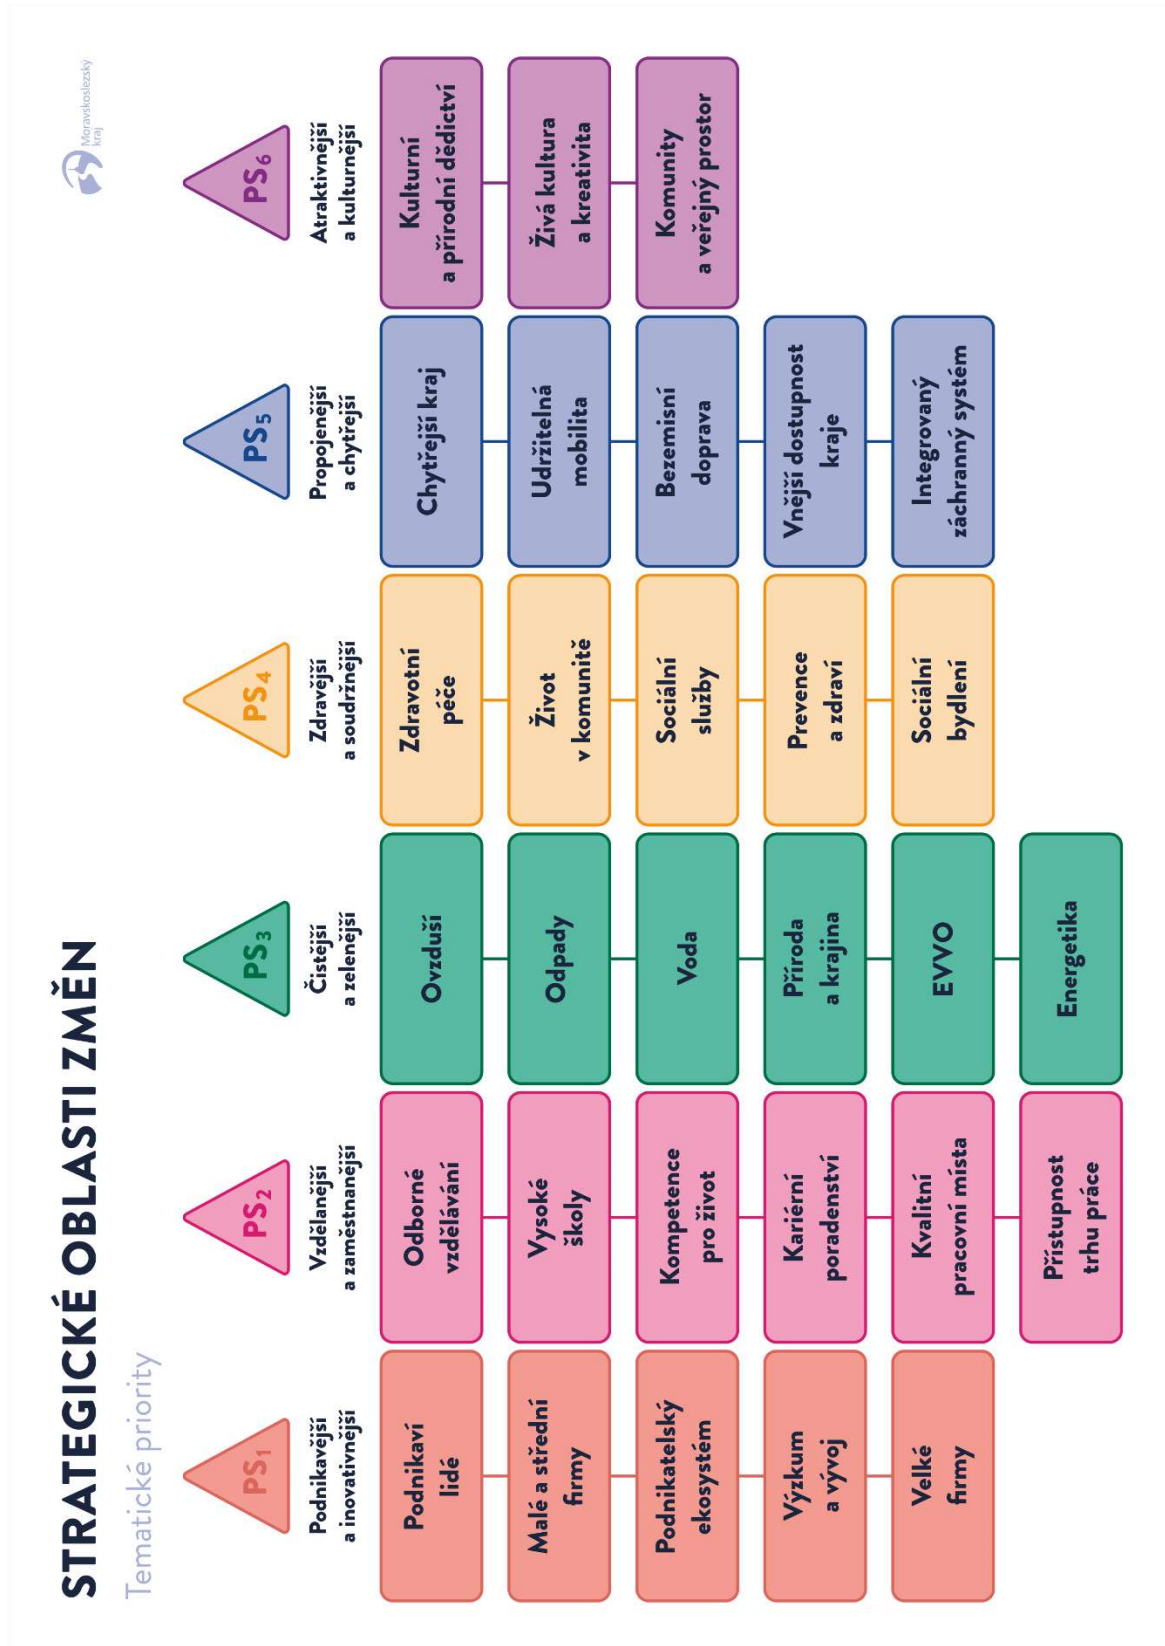 STRATEGICKÉ OBLASTI ZMĚN
Tematické priority
Moravskoslezský
kraj
PS1
Podnikavější
a inovativnější
Podnikaví
lidé
Malé a střední
firmy
Podnikatelský
ekosystém
Výzkum
a vývoj
Velké
firmy
PS2
Vzdělanější
a zaměstnanější
Odborné
vzdělávání
Vysoké
školy
Kompetence
pro život
Kariérní
poradenství
Kvalitní
pracovní místa
Přístupnost
trhu práce
PS3
Čistější
a zelenější
Ovzduší
Odpady
Voda
Příroda
a krajina
EVVO
Energetika
PS4
Zdravější
a soudržnější
Zdravotní
péče
Život
v komunitě
Sociální
služby
Prevence
a zdraví
Sociální
bydlení
PS5
Propojenější
a chytřejší
Chytřejší kraj
Udržitelná
mobilita
Bezemisní
doprava
Vnější dostupnost
kraje
Integrovaný
záchranný systém
PS6
Atraktivnější
a kulturnější
Kulturní
a přírodní dědictví
Živá kultura
a kreativita
Komunity
a veřejný prostor